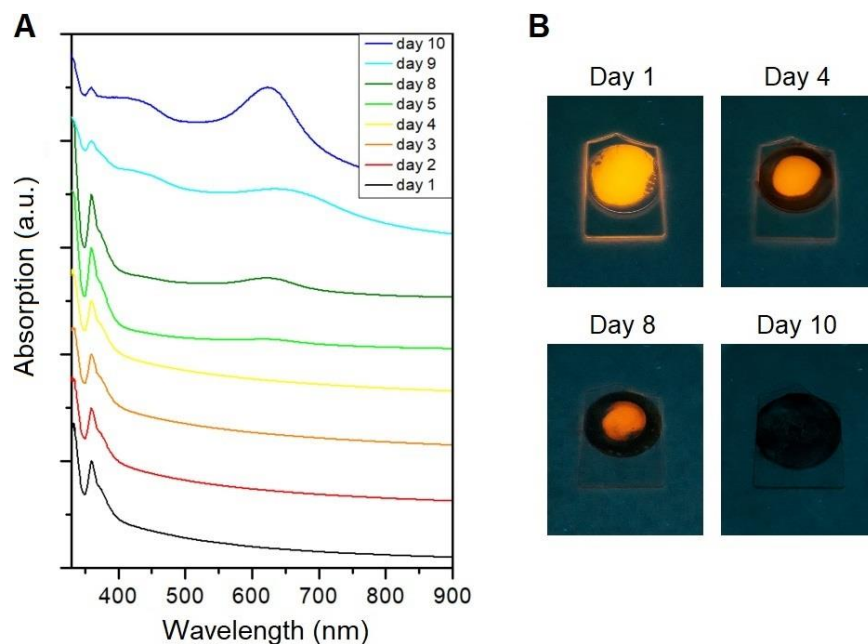 A
Absorption (a.u.)
day 10
day 9
day 8
day 5
day 4
day 3
day 2
day 1
400 500 600 700 800 900
Wavelength (nm)
B
Day 1 Day 4
Day 8 Day 10